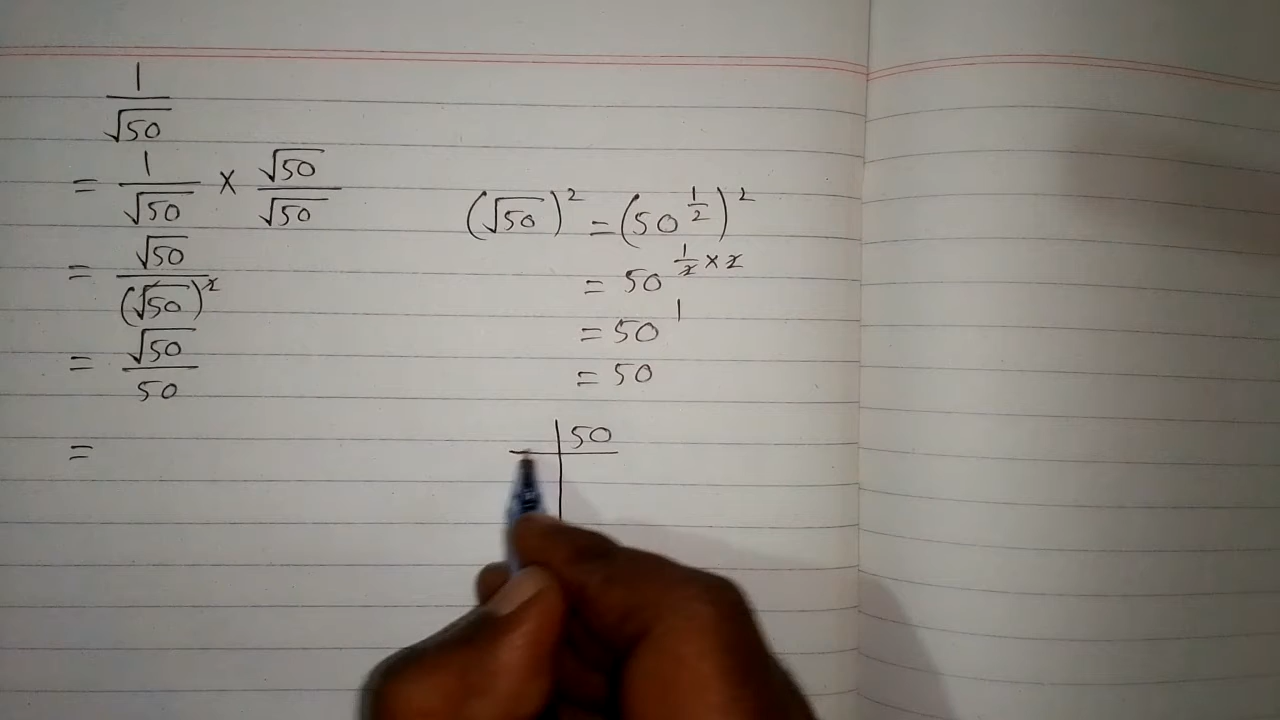 1/√50
= 1/√50 × √50/√50
= √50/(√50)²
= √50/50
=
(√50)² = (50^(1/2))²
= 50^(1/2 × 2)
= 50^1
= 50
50